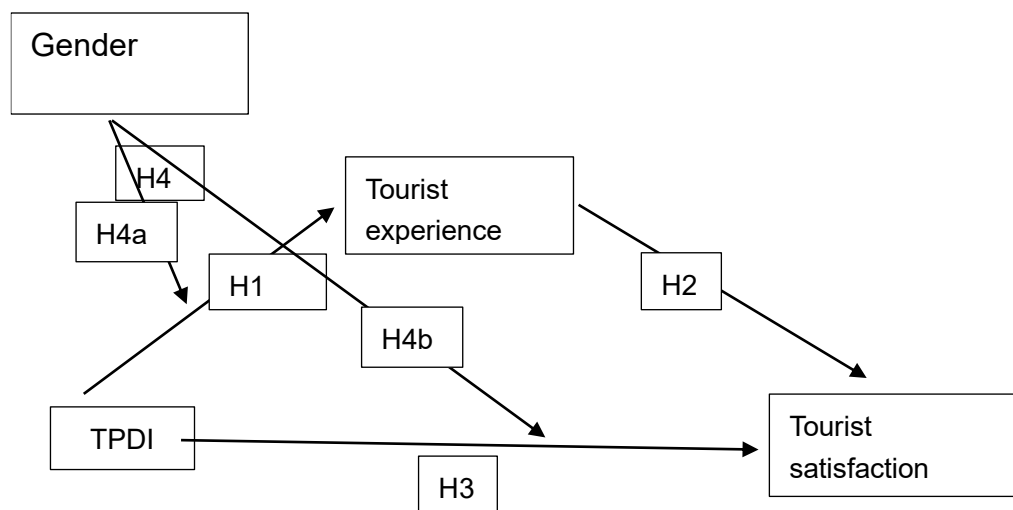 Gender
H4
Tourist
experience
H4a
H1
H2
H4b
TPDI
Tourist
satisfaction
H3